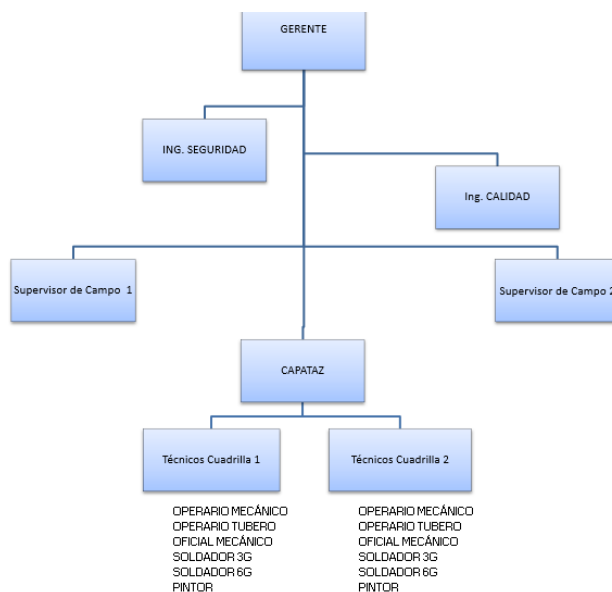 GERENTE
ING. SEGURIDAD
Ing. CALIDAD
Supervisor de Campo 1
Supervisor de Campo 2
CAPATAZ
Técnicos Cuadrilla 1
Técnicos Cuadrilla 2
OPERARIO MECÁNICO
OPERARIO TUBERO
OFICIAL MECÁNICO
SOLDADOR 3G
SOLDADOR 6G
PINTOR
OPERARIO MECÁNICO
OPERARIO TUBERO
OFICIAL MECÁNICO
SOLDADOR 3G
SOLDADOR 6G
PINTOR